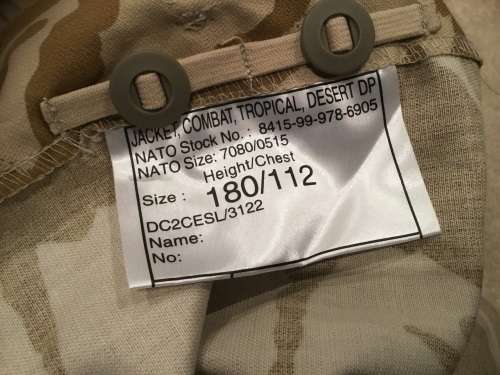 JACKET, COMBAT, TROPICAL, DESERT DP
NATO Stock No. : 8415-99-978-6905
NATO Size: 7080/0515
Height/Chest
Size : 180/112
DC2CESL/3122
Name:
No: